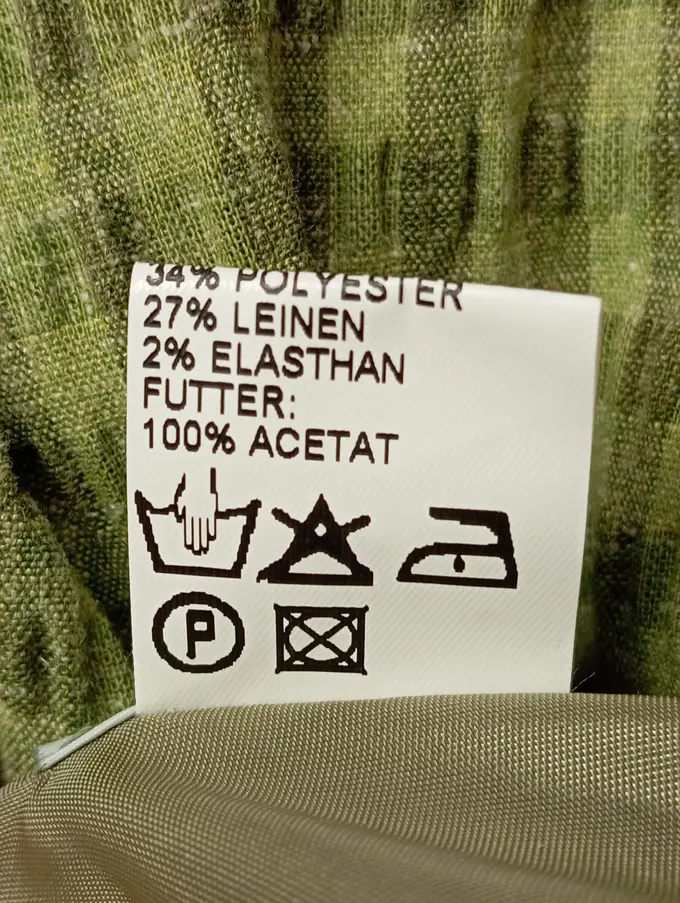 34% POLYESTER
27% LEINEN
2% ELASTHAN
FUTTER:
100% ACETAT
P